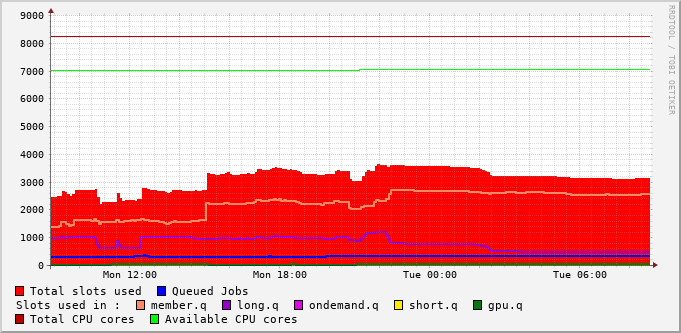 9000
8000
7000
6000
5000
4000
3000
2000
1000
0
Mon 12:00 Mon 18:00 Tue 00:00 Tue 06:00
RRDTOOL / TOBI OETIKER
Total slots used Queued Jobs
Slots used in : member.q long.q ondemand.q short.q gpu.q
Total CPU cores Available CPU cores